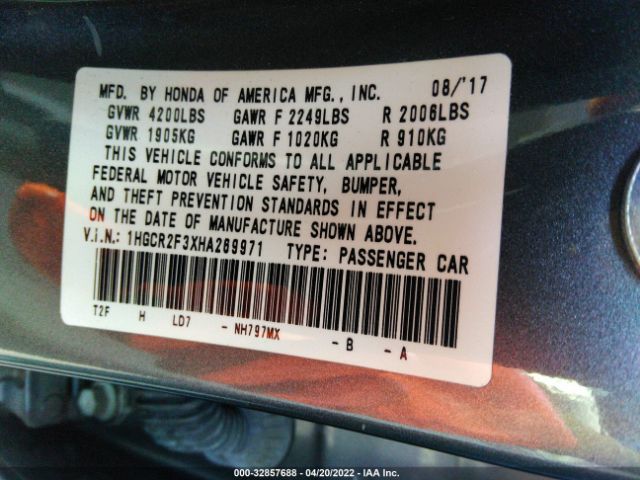 MFD. BY HONDA OF AMERICA MFG., INC. 08/'17
GVWR 4200LBS GAWR F 2249LBS R 2006LBS
GVWR 1905KG GAWR F 1020KG R 910KG
THIS VEHICLE CONFORMS TO ALL APPLICABLE
FEDERAL MOTOR VEHICLE SAFETY, BUMPER,
AND THEFT PREVENTION STANDARDS IN EFFECT
ON THE DATE OF MANUFACTURE SHOWN ABOVE.
V.I.N.: 1HGCR2F3XHA289971 TYPE: PASSENGER CAR
T2F H LD7 - NH797MX - B - A
000-32857688 - 04/20/2022 - IAA Inc.